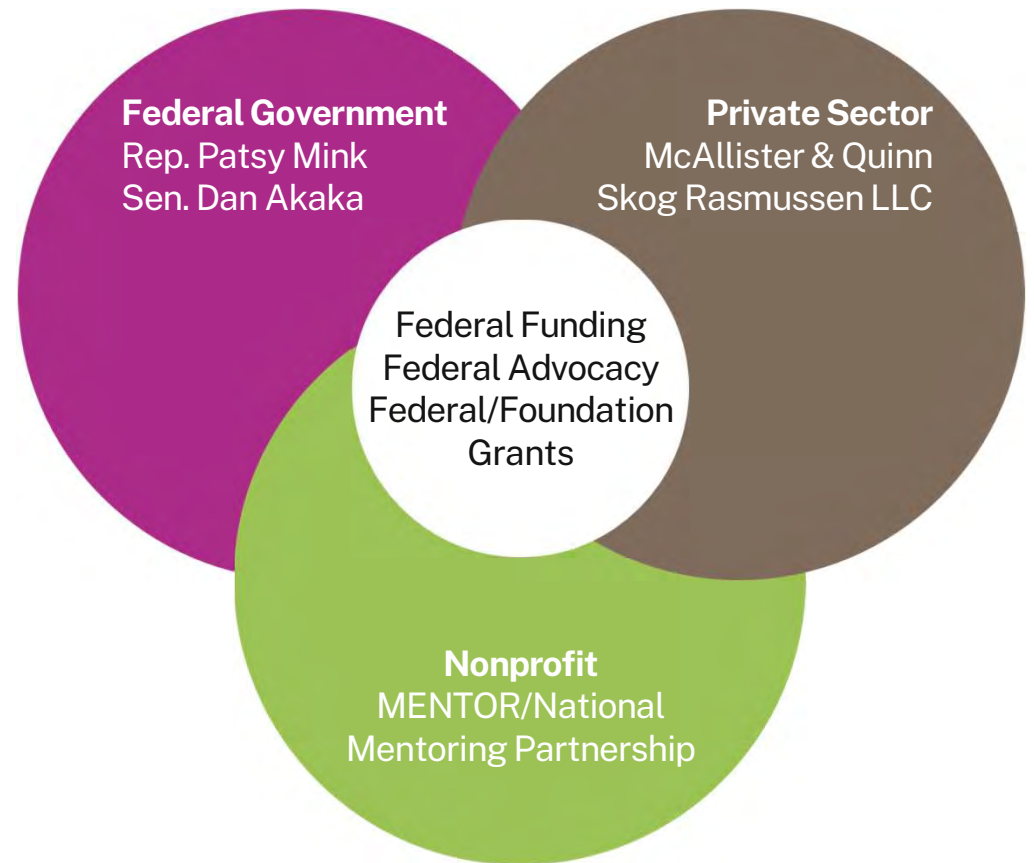 Federal Government
Rep. Patsy Mink
Sen. Dan Akaka
Private Sector
McAllister & Quinn
Skog Rasmussen LLC
Federal Funding
Federal Advocacy
Federal/Foundation
Grants
Nonprofit
MENTOR/National
Mentoring Partnership